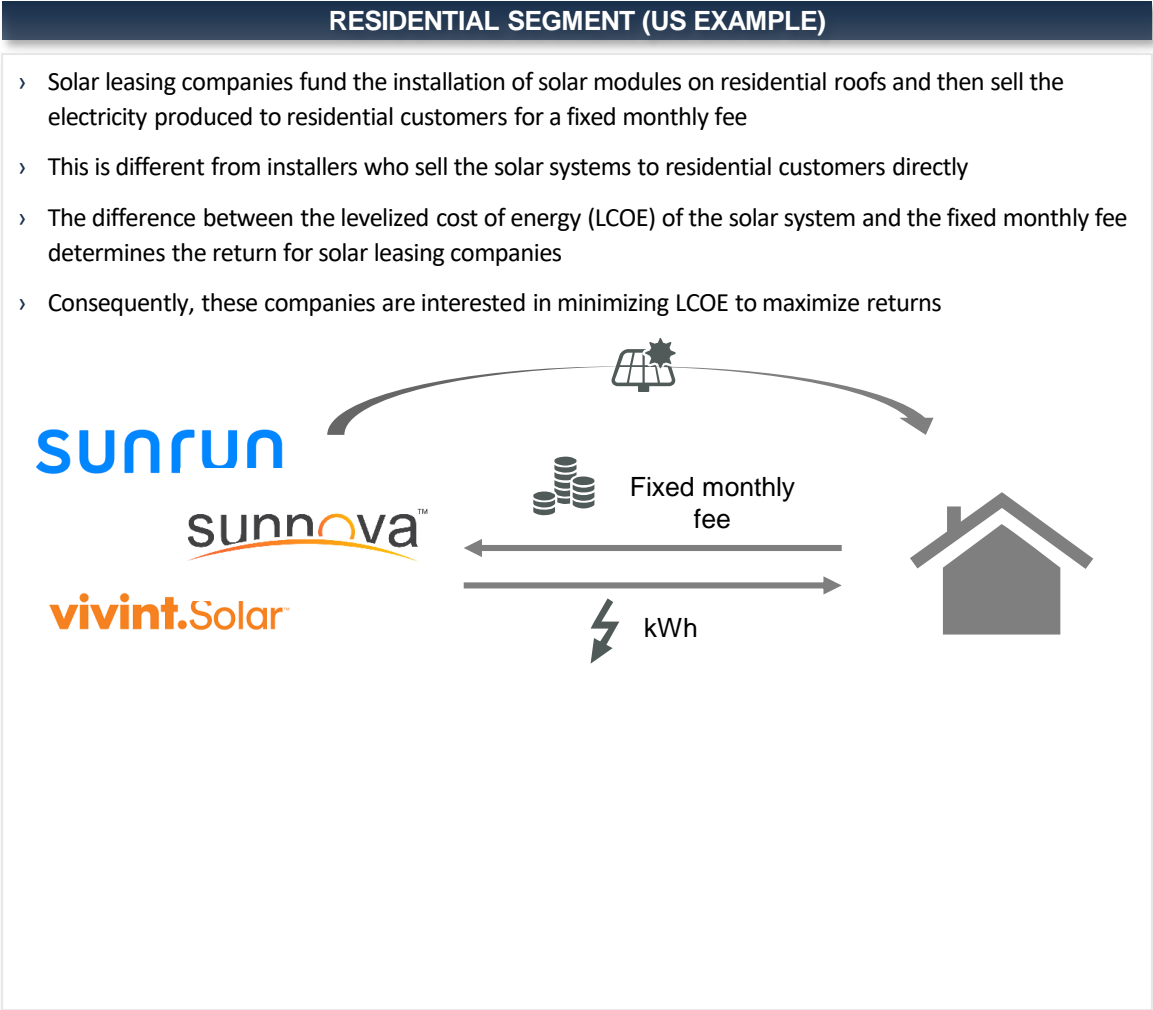 RESIDENTIAL SEGMENT (US EXAMPLE)
› Solar leasing companies fund the installation of solar modules on residential roofs and then sell the
electricity produced to residential customers for a fixed monthly fee
› This is different from installers who sell the solar systems to residential customers directly
› The difference between the levelized cost of energy (LCOE) of the solar system and the fixed monthly fee
determines the return for solar leasing companies
› Consequently, these companies are interested in minimizing LCOE to maximize returns
sunrun
Fixed monthly
fee
sunnova™
vivint.Solar™
kWh